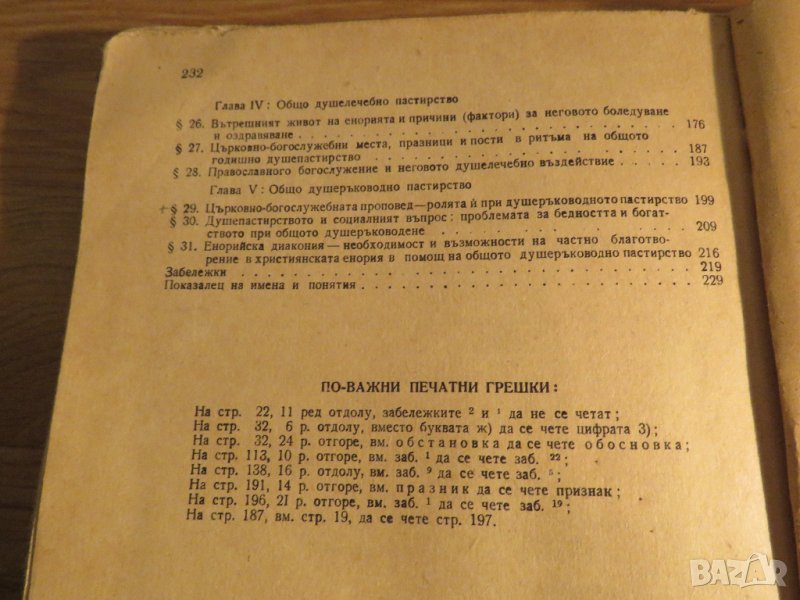 232
Глава IV: Общо душелечебно пастирство
§ 26. Вътрешният живот на енорията и причини (фактори) за неговото боледуване
и оздравяване . . . . . . . . . . . . . . . . . . . 176
§ 27. Църковно-богослужебни места, празници и пости в ритъма на общото
годишно душепастирство . . . . . . . . . . . . . . . 187
§ 28. Православного богослужение и неговото душелечебно въздействие . . . . 193
Глава V: Общо душеръководно пастирство
§ 29. Църковно-богослужебната проповед—ролята ѝ при душеръководното пастирство 199
§ 30. Душепастирството и социалният въпрос: проблемата за бедността и богат-
ството при общото душеръководене . . . . . . . . . . . 209
§ 31. Енорийска диакония — необходимост и възможности на частно благотво-
рение в християнската енория в помощ на общото душеръководно пастирство 216
Забележки . . . . . . . . . . . . . . . . . . . . . 219
Показалец на имена и понятия . . . . . . . . . . . . . . . 229
ПО-ВАЖНИ ПЕЧАТНИ ГРЕШКИ:
На стр. 22, 11 ред отдолу, забележките ² и ¹ да не се четат;
На стр. 32, 6 р. отдолу, вместо буквата ж) да се чете цифрата 3);
На стр. 32, 24 р. отгоре, вм. обстановка да се чете обосновка;
На стр. 113, 10 р. отгоре, вм. заб. ¹ да се чете заб. ²²;
На стр. 138, 16 р. отдолу, вм. заб. ⁹ да се чете заб. ⁵;
На стр. 191, 14 р. отгоре, вм. празник да се чете признак;
На стр. 196, 21 р. отгоре, вм. заб. ¹ да се чете заб. ¹⁹;
На стр. 187, вм. стр. 19, да се чете стр. 197.
BAZAR
bazar.bg